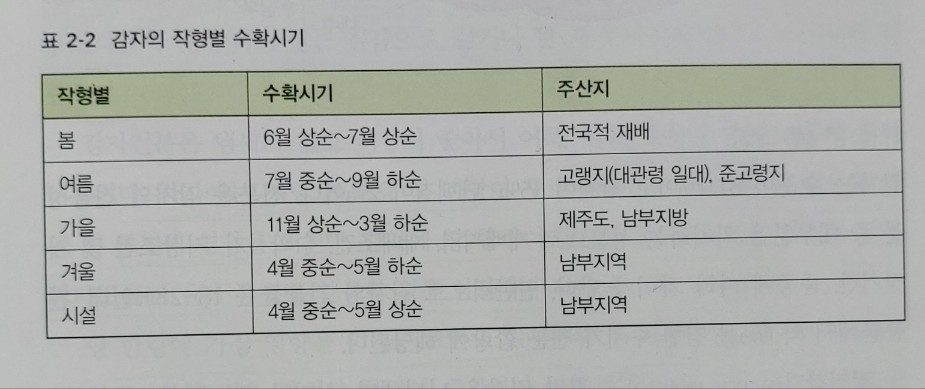 표 2-2 감자의 작형별 수확시기
작형별 수확시기 주산지
봄 6월 상순~7월 상순 전국적 재배
여름 7월 중순~9월 하순 고랭지(대관령 일대), 준고령지
가을 11월 상순~3월 하순 제주도, 남부지방
겨울 4월 중순~5월 하순 남부지역
시설 4월 중순~5월 상순 남부지역